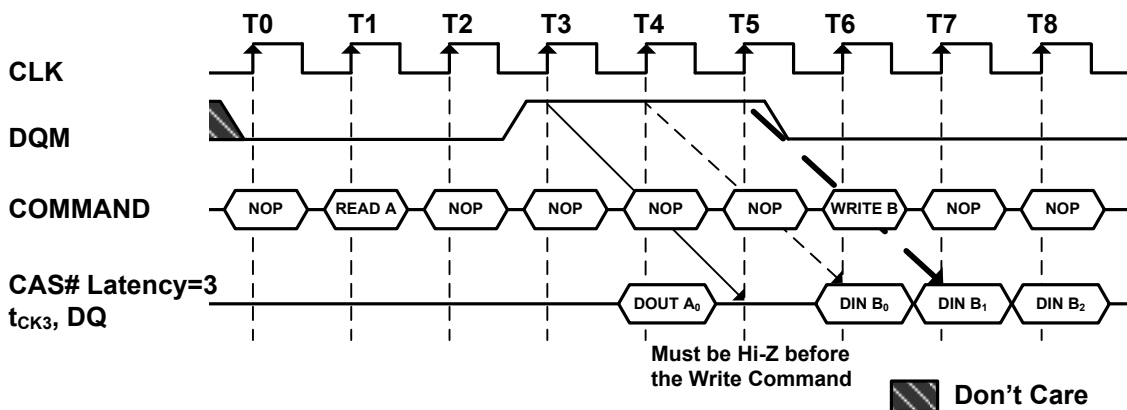 T0 T1 T2 T3 T4 T5 T6 T7 T8
CLK
DQM
COMMAND NOP READ A NOP NOP NOP NOP WRITE B NOP NOP
CAS# Latency=3
tCK3, DQ DOUT A0 DIN B0 DIN B1 DIN B2
Must be Hi-Z before
the Write Command
Don't Care